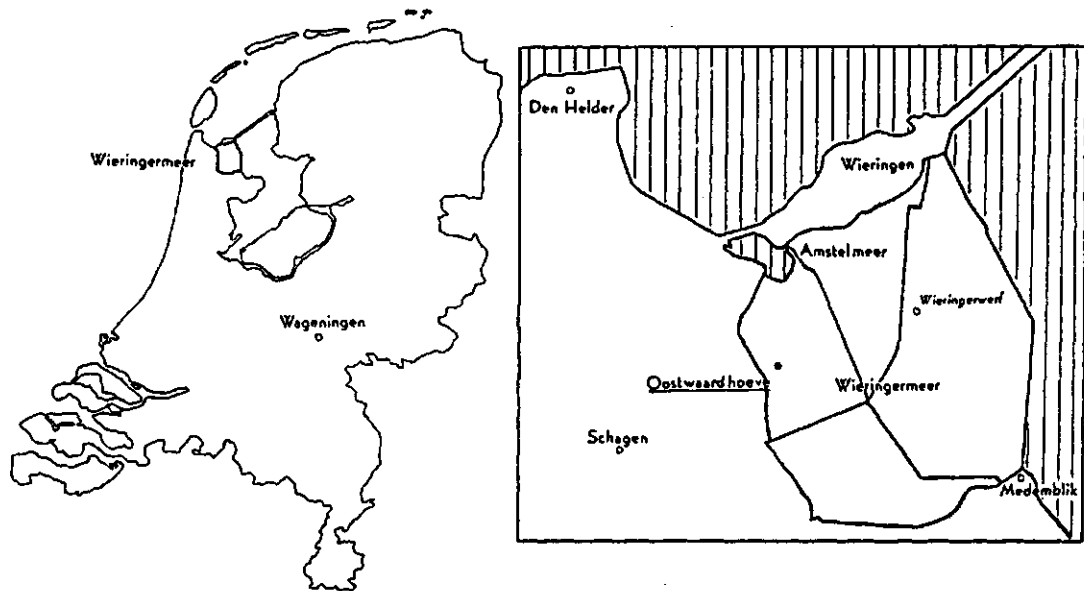 Wieringermeer
Wageningen
Den Helder
Wieringen
Amstelmeer
Wieringerwerf
Oostwaardhoeve
Wieringermeer
Schagen
Medemblik